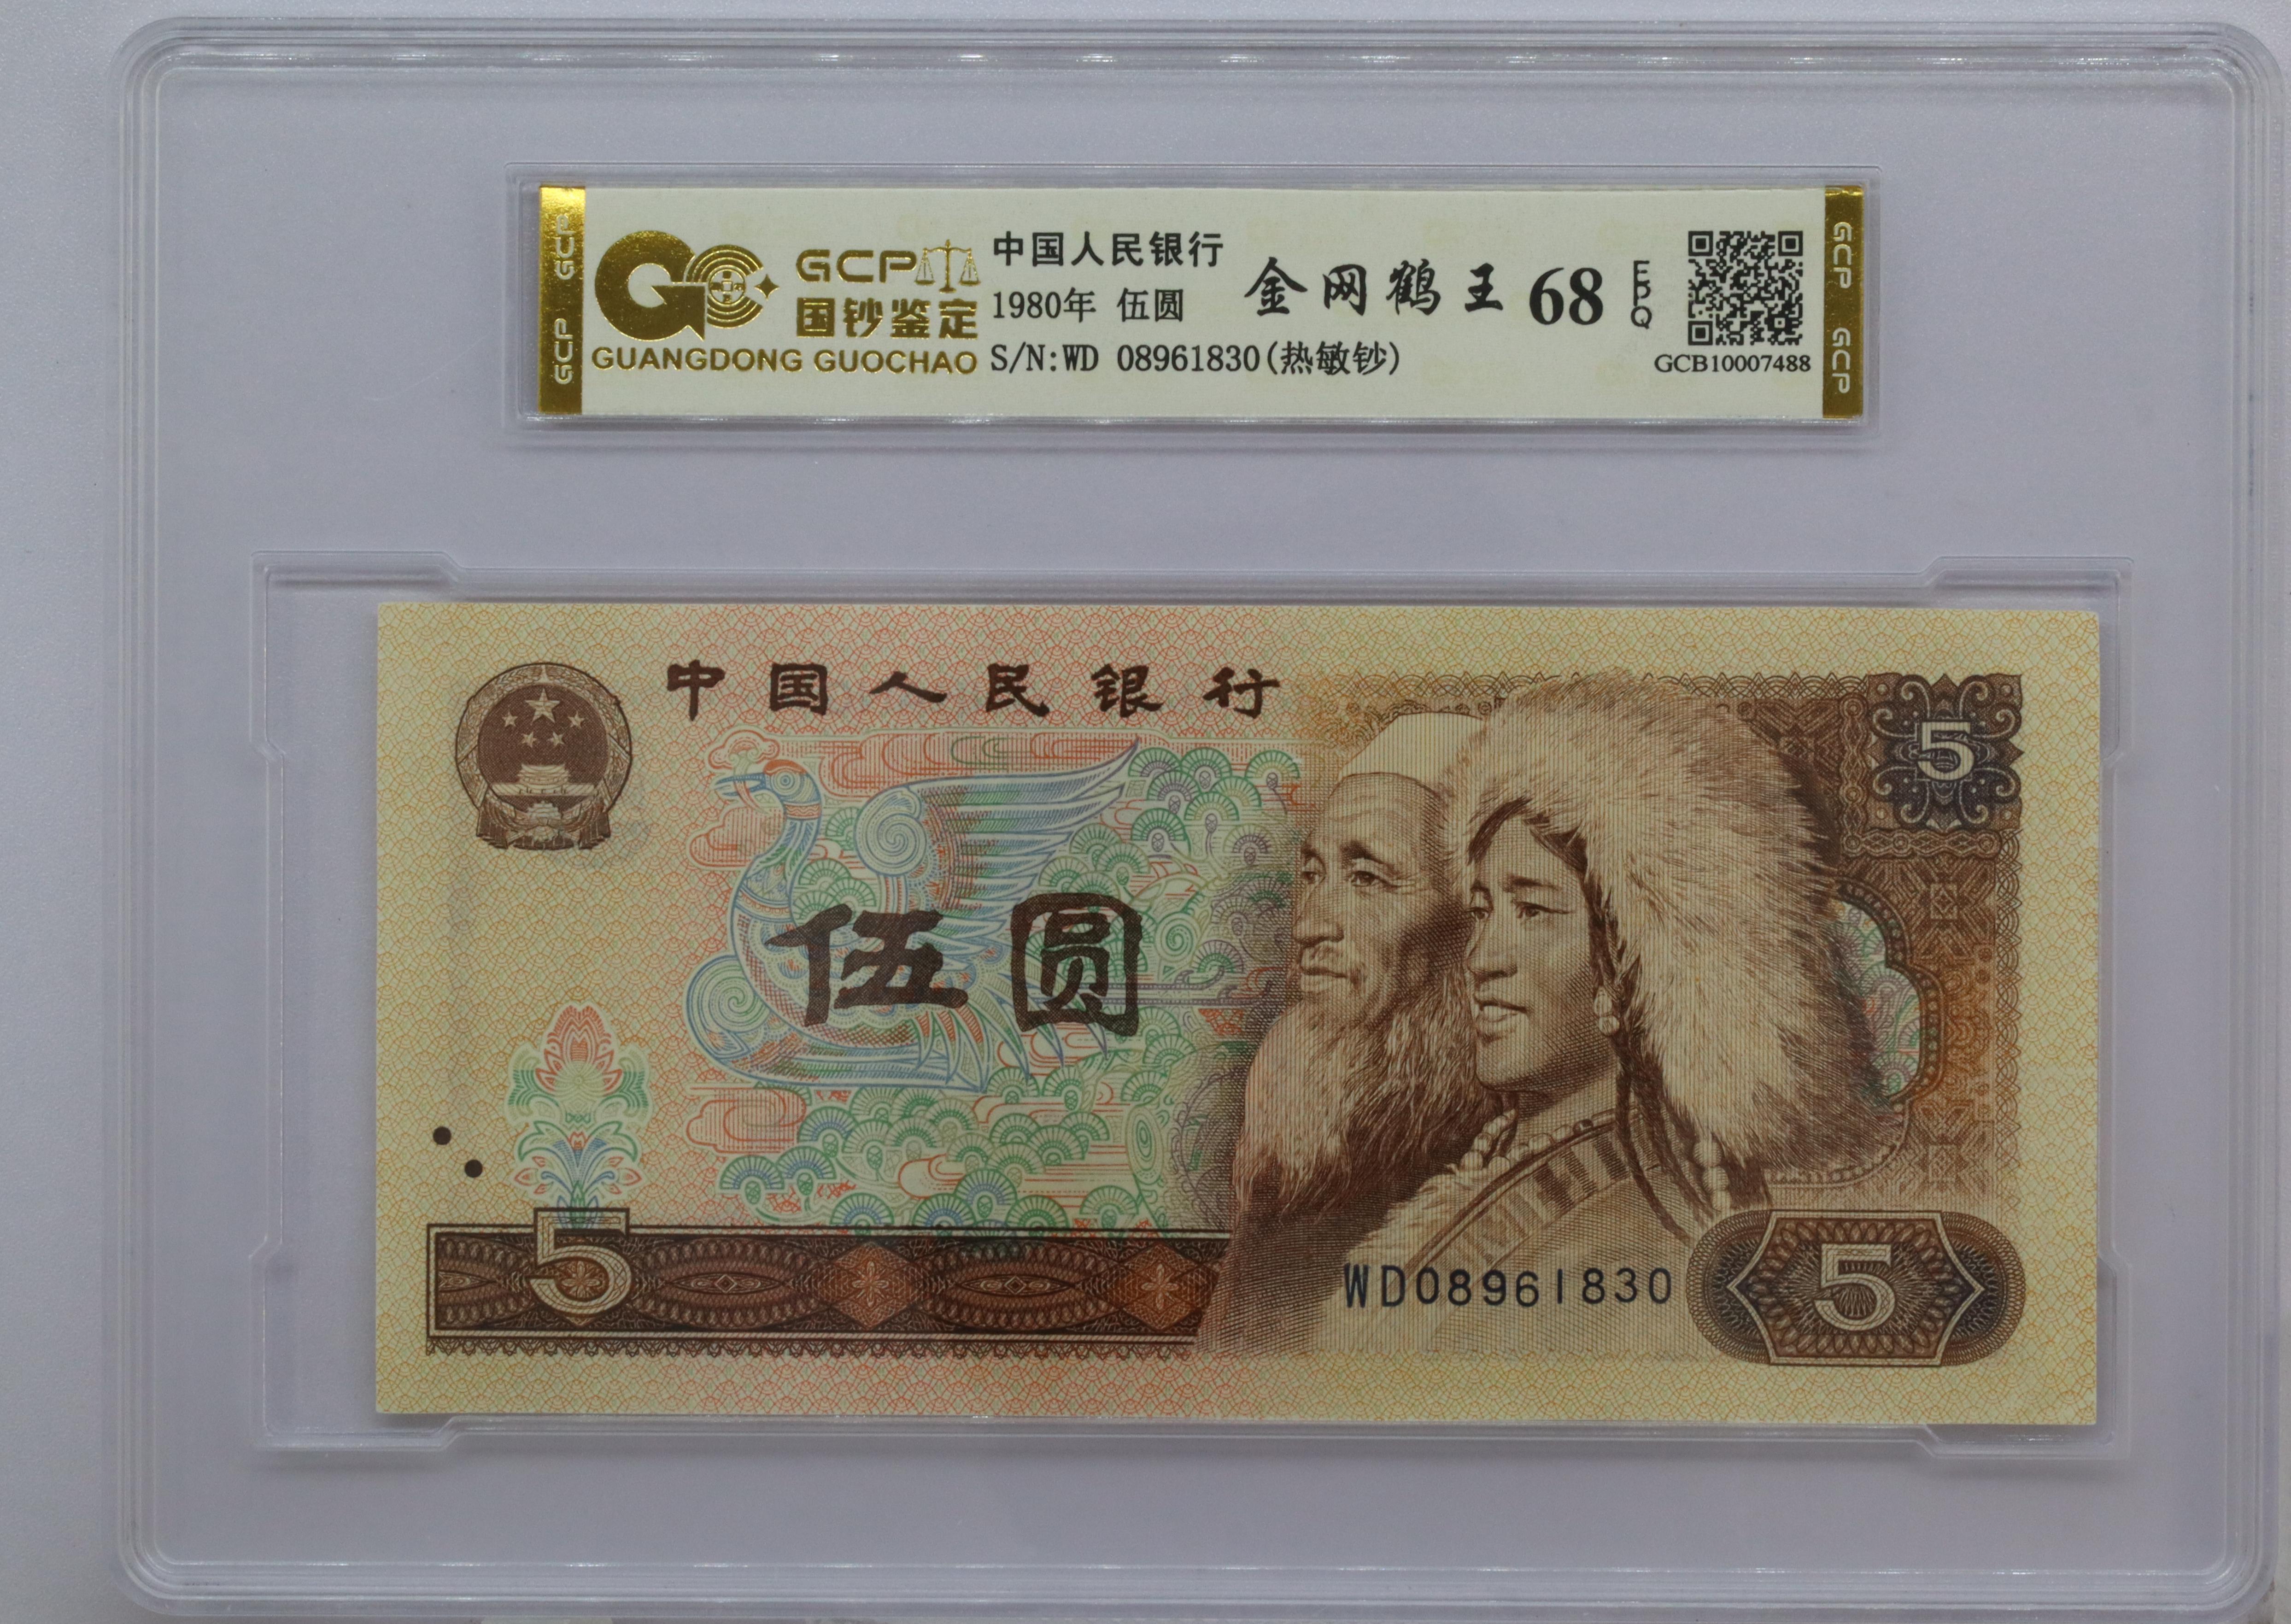 GCP GCP
GCP
国钞鉴定
GUANGDONG GUOCHAO
中国人民银行
1980年 伍圆
S/N:WD 08961830(热敏钞)
金网鹤王 68 EPQ
GCB10007488
GCP GCP
中国人民银行
5
伍圆
5
WD08961830
5